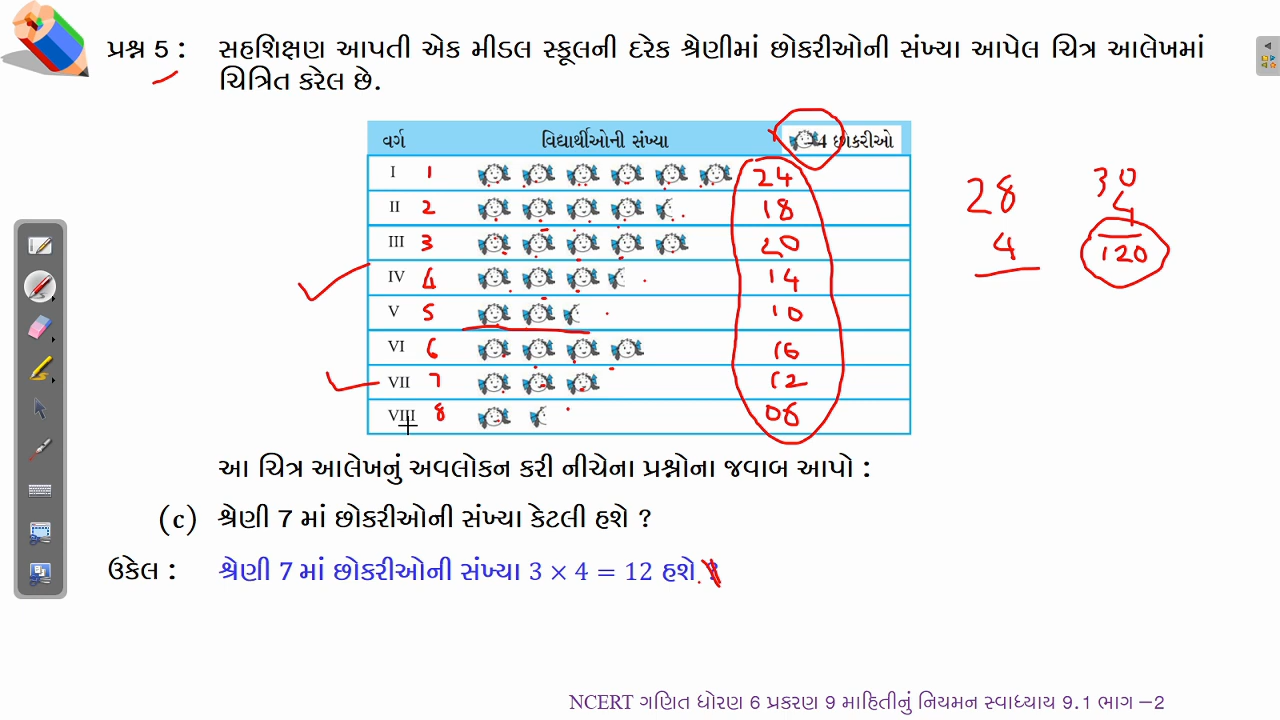 પ્રશ્ન 5 : સહશિક્ષણ આપતી એક મીડલ સ્કૂલની દરેક શ્રેણીમાં છોકરીઓની સંખ્યા આપેલ ચિત્ર આલેખમાં
ચિત્રિત કરેલ છે.
વર્ગ વિદ્યાર્થીઓની સંખ્યા -4 છોકરીઓ
I 1 24
II 2 18
III 3 20
IV 4 14
V 5 10
VI 6 16
VII 7 12
VIII 8 06
28
4
30
4
120
આ ચિત્ર આલેખનું અવલોકન કરી નીચેના પ્રશ્નોના જવાબ આપો :
(c) શ્રેણી 7 માં છોકરીઓની સંખ્યા કેટલી હશે ?
ઉકેલ : શ્રેણી 7 માં છોકરીઓની સંખ્યા 3 × 4 = 12 હશે. ?
NCERT ગણિત ધોરણ 6 પ્રકરણ 9 માહિતીનું નિયમન સ્વાધ્યાય 9.1 ભાગ –2